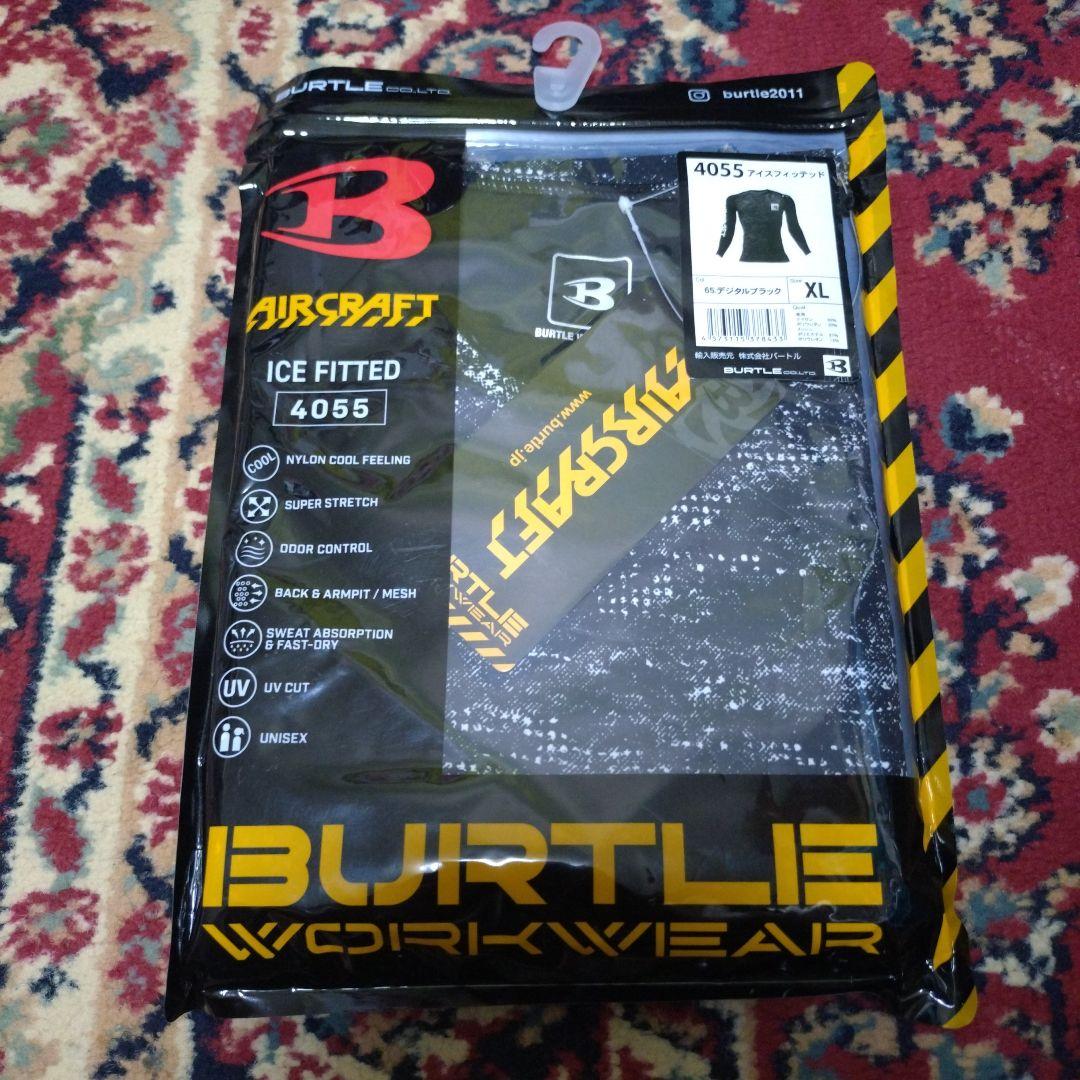 BURTLE CO.LTD.
burtle2011
B
AIRCRAFT
ICE FITTED
4055
COOL
NYLON COOL FEELING
SUPER STRETCH
ODOR CONTROL
BACK & ARMPIT / MESH
SWEAT ABSORPTION
& FAST-DRY
UV
UV CUT
UNISEX
4055 アイスフィッテッド
65.デジタルブラック
Size
XL
輸入販売元 株式会社バートル
BURTLE CO.LTD.
B
B
BURTLE
AIRCRAFT
www.burtle.jp
BURTLE
WORKWEAR